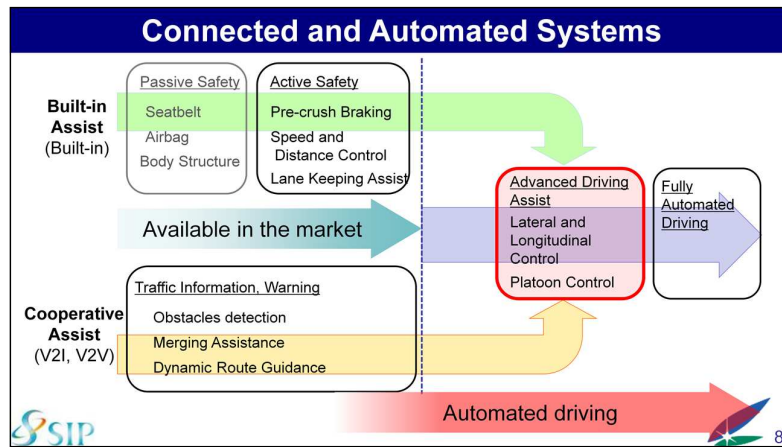 Connected and Automated Systems
Built-in
Assist
(Built-in)
Passive Safety
Seatbelt
Airbag
Body Structure
Active Safety
Pre-crush Braking
Speed and
Distance Control
Lane Keeping Assist
Available in the market
Advanced Driving
Assist
Lateral and
Longitudinal
Control
Platoon Control
Fully
Automated
Driving
Cooperative
Assist
(V2I, V2V)
Traffic Information, Warning
Obstacles detection
Merging Assistance
Dynamic Route Guidance
Automated driving
SIP
8